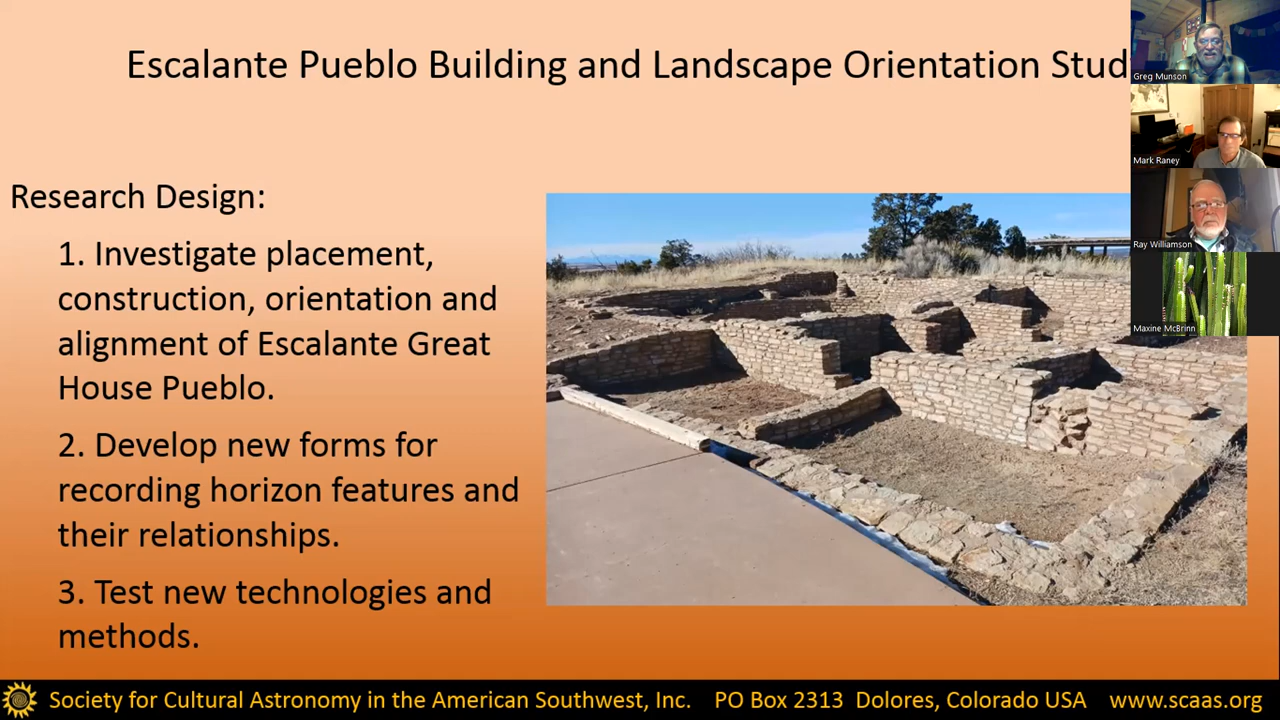 Escalante Pueblo Building and Landscape Orientation Stud
Greg Munson
Mark Raney
Research Design:
Ray Williamson
1. Investigate placement,
construction, orientation and
alignment of Escalante Great
House Pueblo.
Maxine McBrinn
2. Develop new forms for
recording horizon features and
their relationships.
3. Test new technologies and
methods.
Society for Cultural Astronomy in the American Southwest, Inc. PO Box 2313 Dolores, Colorado USA www.scaas.org